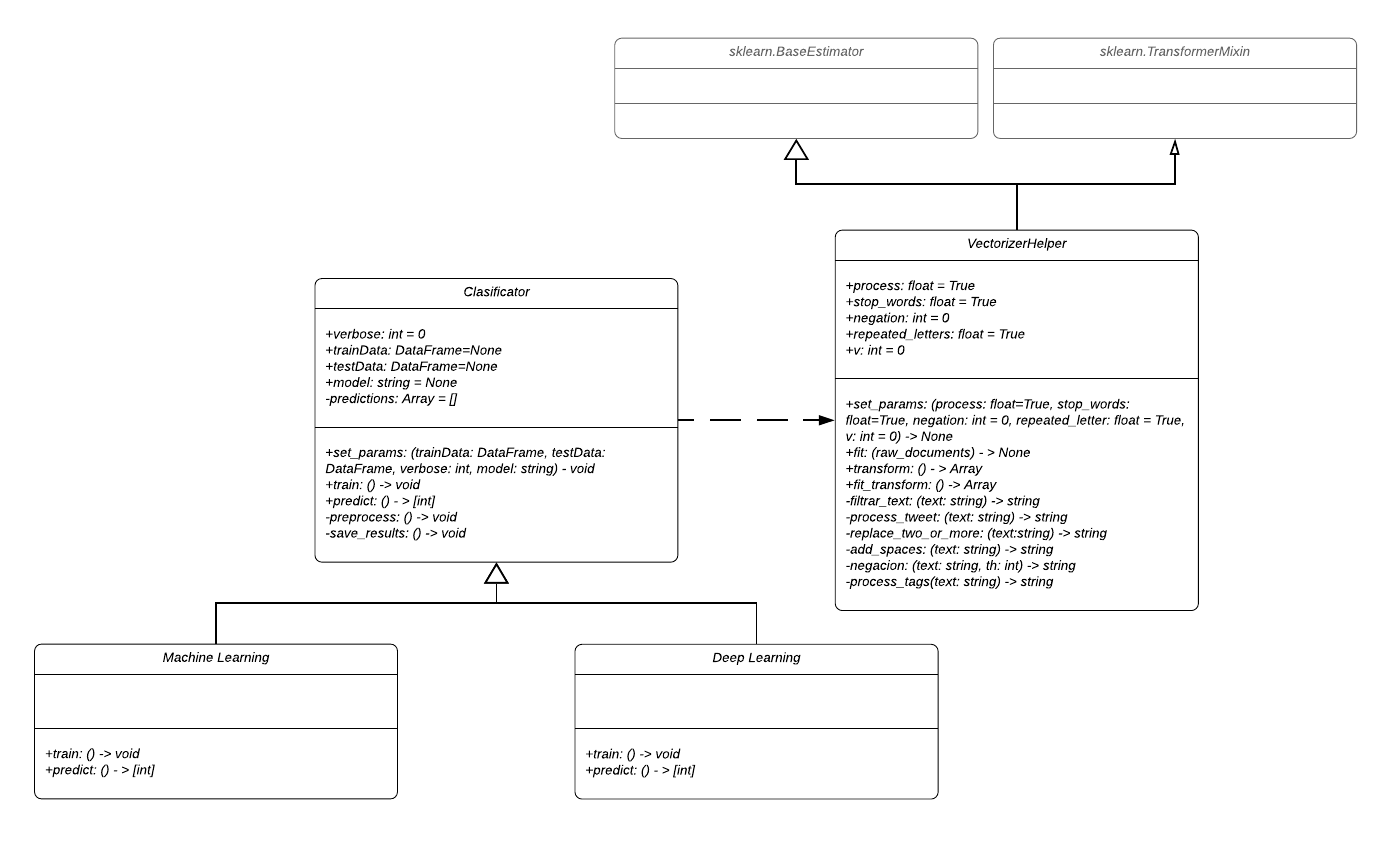 sklearn.BaseEstimator
sklearn.TransformerMixin
VectorizerHelper
+process: float = True
+stop_words: float = True
+negation: int = 0
+repeated_letters: float = True
+v: int = 0
+set_params: (process: float=True, stop_words:
float=True, negation: int = 0, repeated_letter: float = True,
v: int = 0) -> None
+fit: (raw_documents) - > None
+transform: () - > Array
+fit_transform: () -> Array
-filtrar_text: (text: string) -> string
-process_tweet: (text: string) -> string
-replace_two_or_more: (text:string) -> string
-add_spaces: (text: string) -> string
-negacion: (text: string, th: int) -> string
-process_tags(text: string) -> string
Clasificator
+verbose: int = 0
+trainData: DataFrame=None
+testData: DataFrame=None
+model: string = None
-predictions: Array = []
+set_params: (trainData: DataFrame, testData:
DataFrame, verbose: int, model: string) - void
+train: () -> void
+predict: () - > [int]
-preprocess: () -> void
-save_results: () -> void
Machine Learning
+train: () -> void
+predict: () - > [int]
Deep Learning
+train: () -> void
+predict: () - > [int]